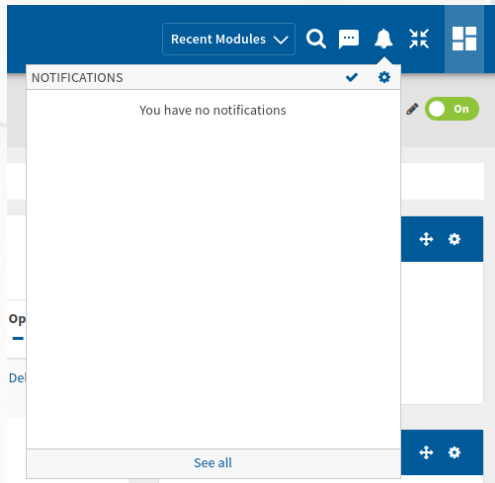 Recent Modules
NOTIFICATIONS
You have no notifications
On
Op
Del
See all